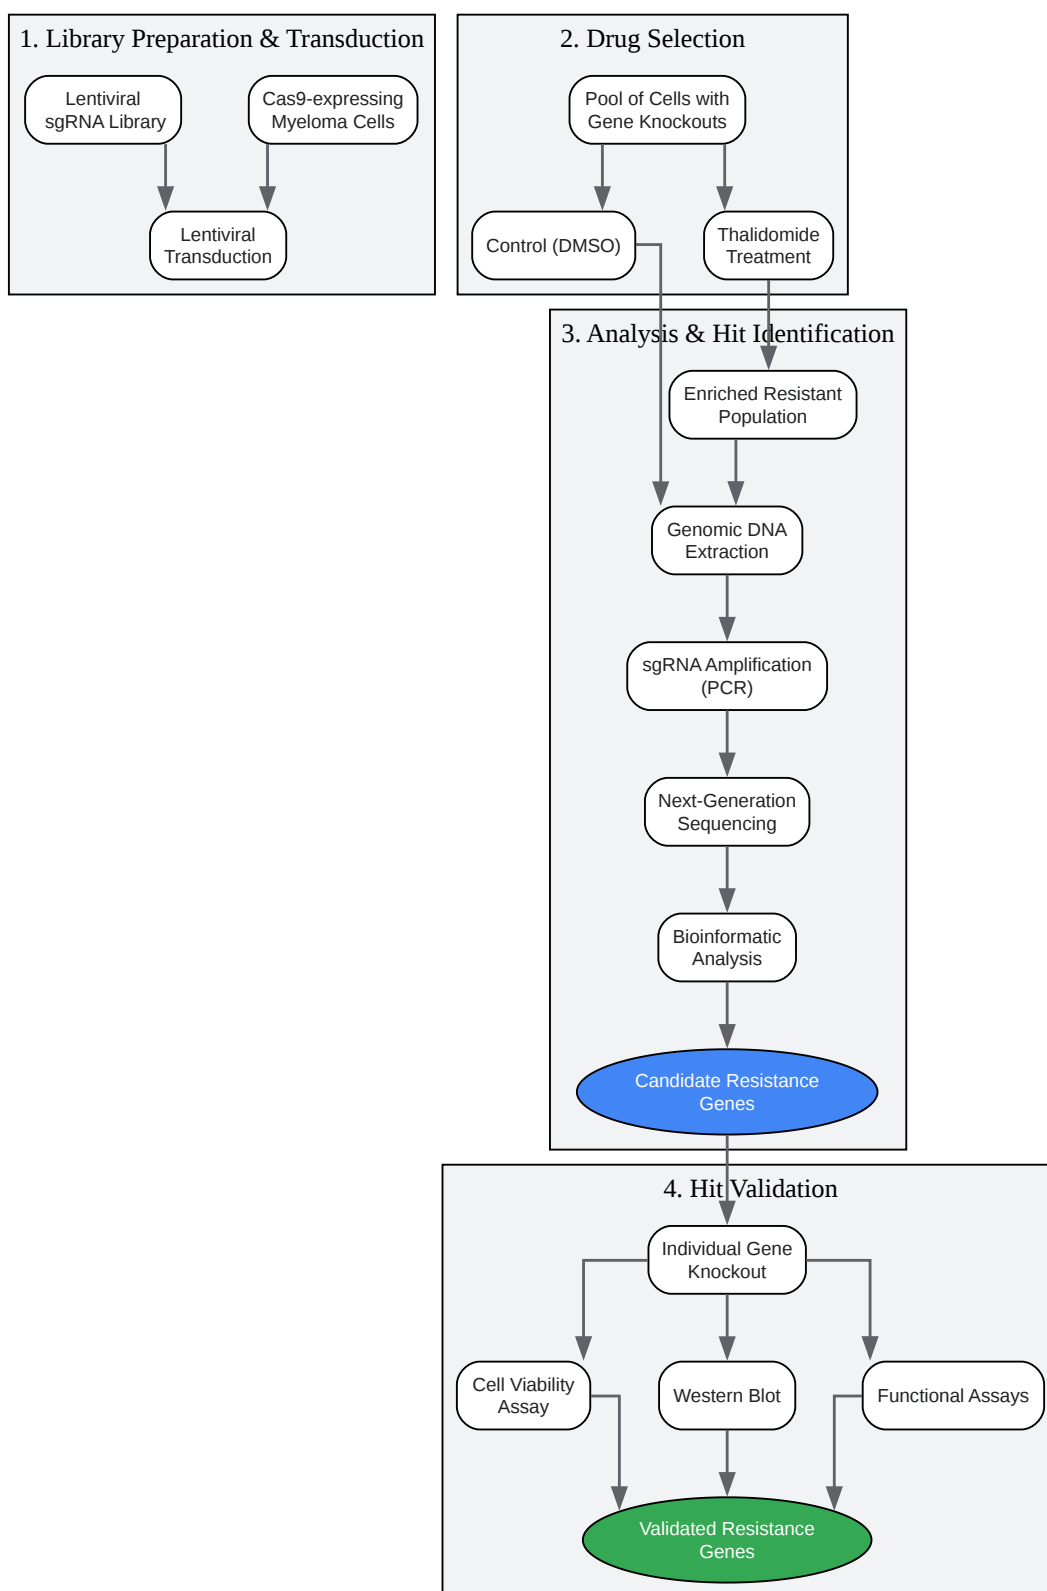 1. Library Preparation & Transduction
Lentiviral
sgRNA Library
Cas9-expressing
Myeloma Cells
Lentiviral
Transduction
2. Drug Selection
Pool of Cells with
Gene Knockouts
Control (DMSO)
Thalidomide
Treatment
3. Analysis & Hit Identification
Enriched Resistant
Population
Genomic DNA
Extraction
sgRNA Amplification
(PCR)
Next-Generation
Sequencing
Bioinformatic
Analysis
Candidate Resistance
Genes
4. Hit Validation
Individual Gene
Knockout
Cell Viability
Assay
Western Blot
Functional Assays
Validated Resistance
Genes